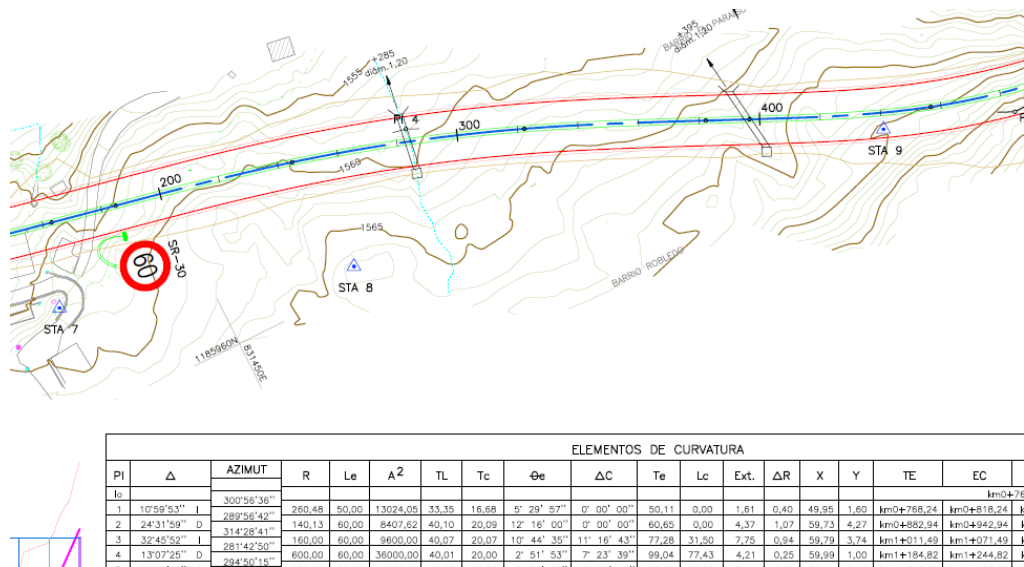 BARRIO EL PARAISO
+395
diám.1,20
+285
diám.1,20
1555
PI 4
300
400
STA 9
1560
200
SR-30
60
1565
STA 8
BARRIO ROBLEDO
STA 7
1185960N
831450E
ELEMENTOS DE CURVATURA
PI Δ AZIMUT R Le A² TL Tc Θe ΔC Te Lc Ext. ΔR X Y TE EC
Io km0+76
300°56'36"
1 10°59'53" I 260,48 50,00 13024,05 33,35 16,68 5° 29' 57" 0° 00' 00" 50,11 0,00 1,61 0,40 49,95 1,60 km0+768,24 km0+818,24
289°56'42"
2 24°31'59" D 140,13 60,00 8407,62 40,10 20,09 12° 16' 00" 0° 00' 00" 60,65 0,00 4,37 1,07 59,73 4,27 km0+882,94 km0+942,94
314°28'41"
3 32°45'52" I 160,00 60,00 9600,00 40,07 20,07 10° 44' 35" 11° 16' 43" 77,28 31,50 7,75 0,94 59,79 3,74 km1+011,49 km1+071,49
281°42'50"
4 13°07'25" D 600,00 60,00 36000,00 40,01 20,00 2° 51' 53" 7° 23' 39" 99,04 77,43 4,21 0,25 59,99 1,00 km1+184,82 km1+244,82
294°50'15"